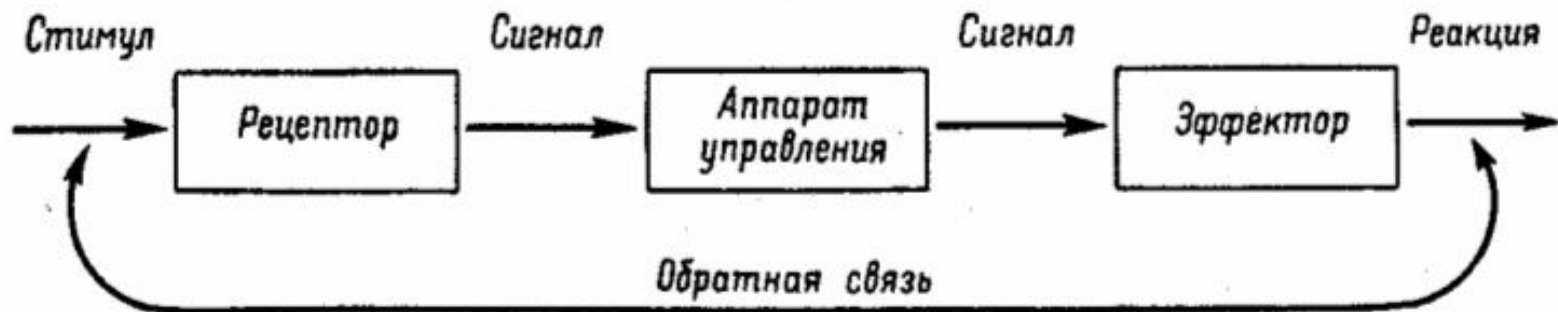 Стимул
Сигнал
Сигнал
Реакция
Рецептор
Аппарат
управления
Эффектор
Обратная связь